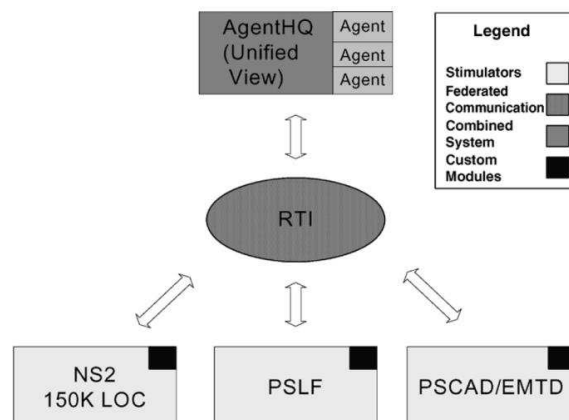 AgentHQ
(Unified
View)
Agent
Agent
Agent
Legend
Stimulators
Federated
Communication
Combined
System
Custom
Modules
RTI
NS2
150K LOC
PSLF
PSCAD/EMTD